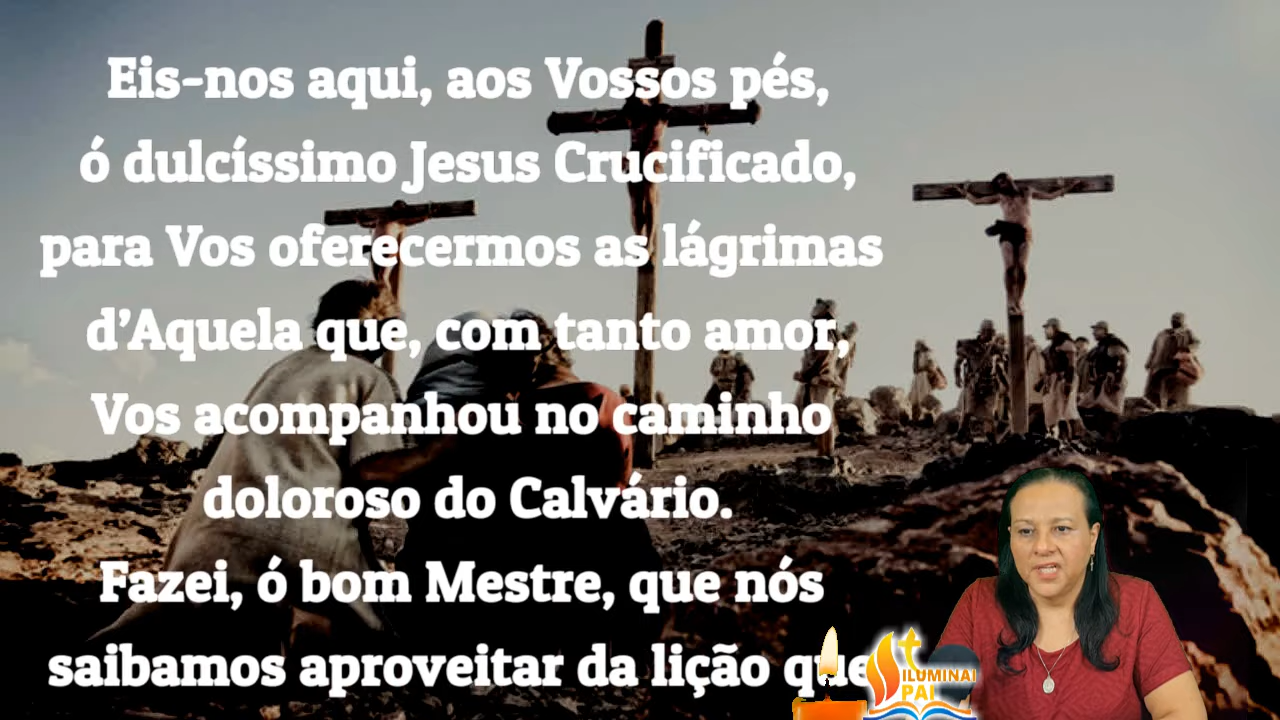 Eis-nos aqui, aos Vossos pés,
ó dulcíssimo Jesus Crucificado,
para Vos oferecermos as lágrimas
d’Aquela que, com tanto amor,
Vos acompanhou no caminho
doloroso do Calvário.
Fazei, ó bom Mestre, que nós
saibamos aproveitar da lição que
ILUMINAI
PAI